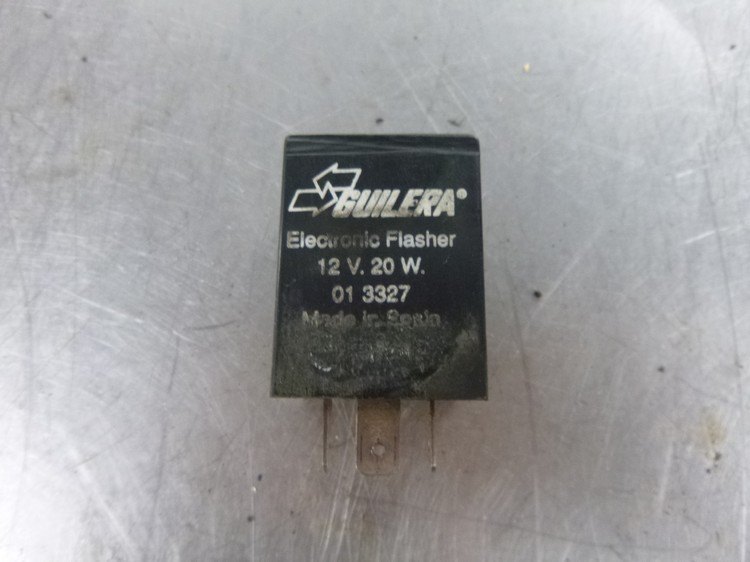 GUILERA®
Electronic Flasher
12 V. 20 W.
01 3327
Made in Spain